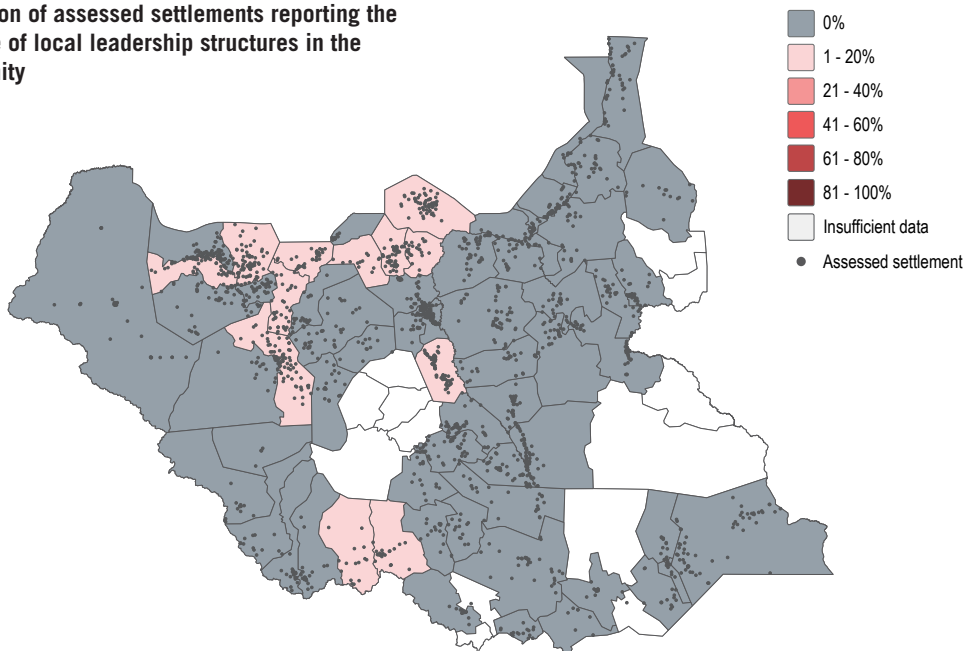 on of assessed settlements reporting the
of local leadership structures in the
0%
1 - 20%
21 - 40%
41 - 60%
61 - 80%
81 - 100%
Insufficient data
Assessed settlement